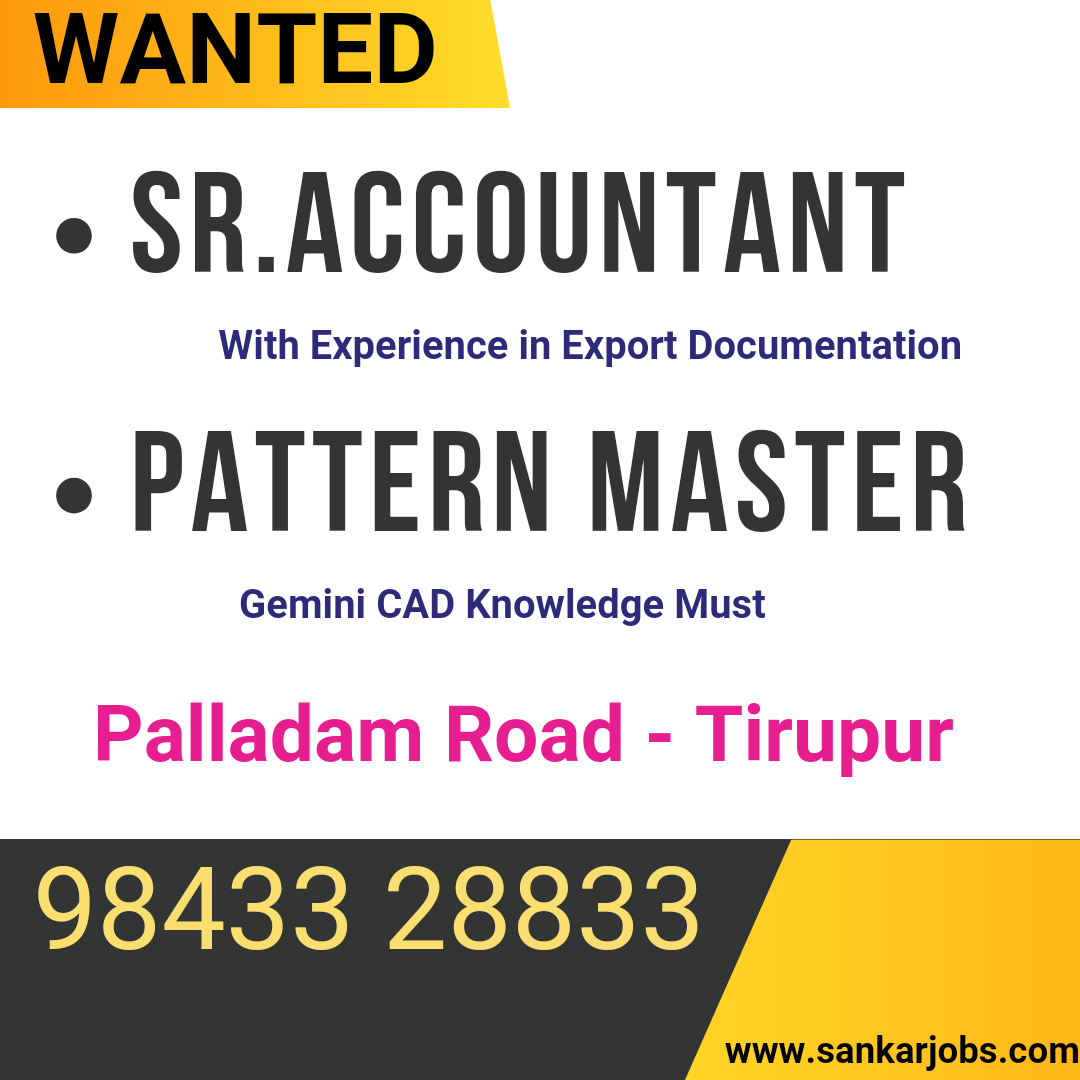 WANTED
• SR.ACCOUNTANT
With Experience in Export Documentation
• PATTERN MASTER
Gemini CAD Knowledge Must
Palladam Road - Tirupur
98433 28833
www.sankarjobs.com